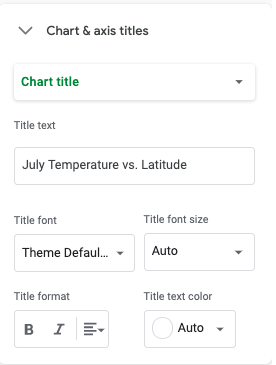 Chart & axis titles
Chart title
Title text
July Temperature vs. Latitude
Title font
Title font size
Theme Defaul...
Auto
Title format
Title text color
B I
Auto